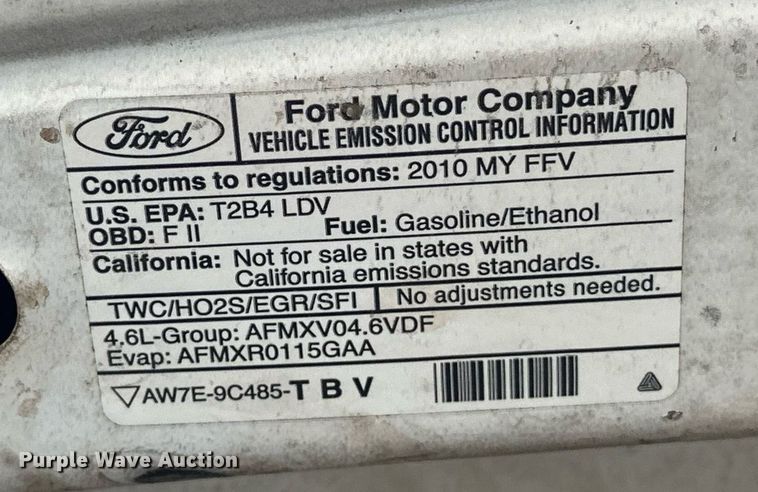 Ford
Ford Motor Company
VEHICLE EMISSION CONTROL INFORMATION
Conforms to regulations: 2010 MY FFV
U.S. EPA: T2B4 LDV
OBD: F II Fuel: Gasoline/Ethanol
California: Not for sale in states with
California emissions standards.
TWC/HO2S/EGR/SFI No adjustments needed.
4.6L-Group: AFMXV04.6VDF
Evap: AFMXR0115GAA
AW7E-9C485-T B V
Purple Wave Auction